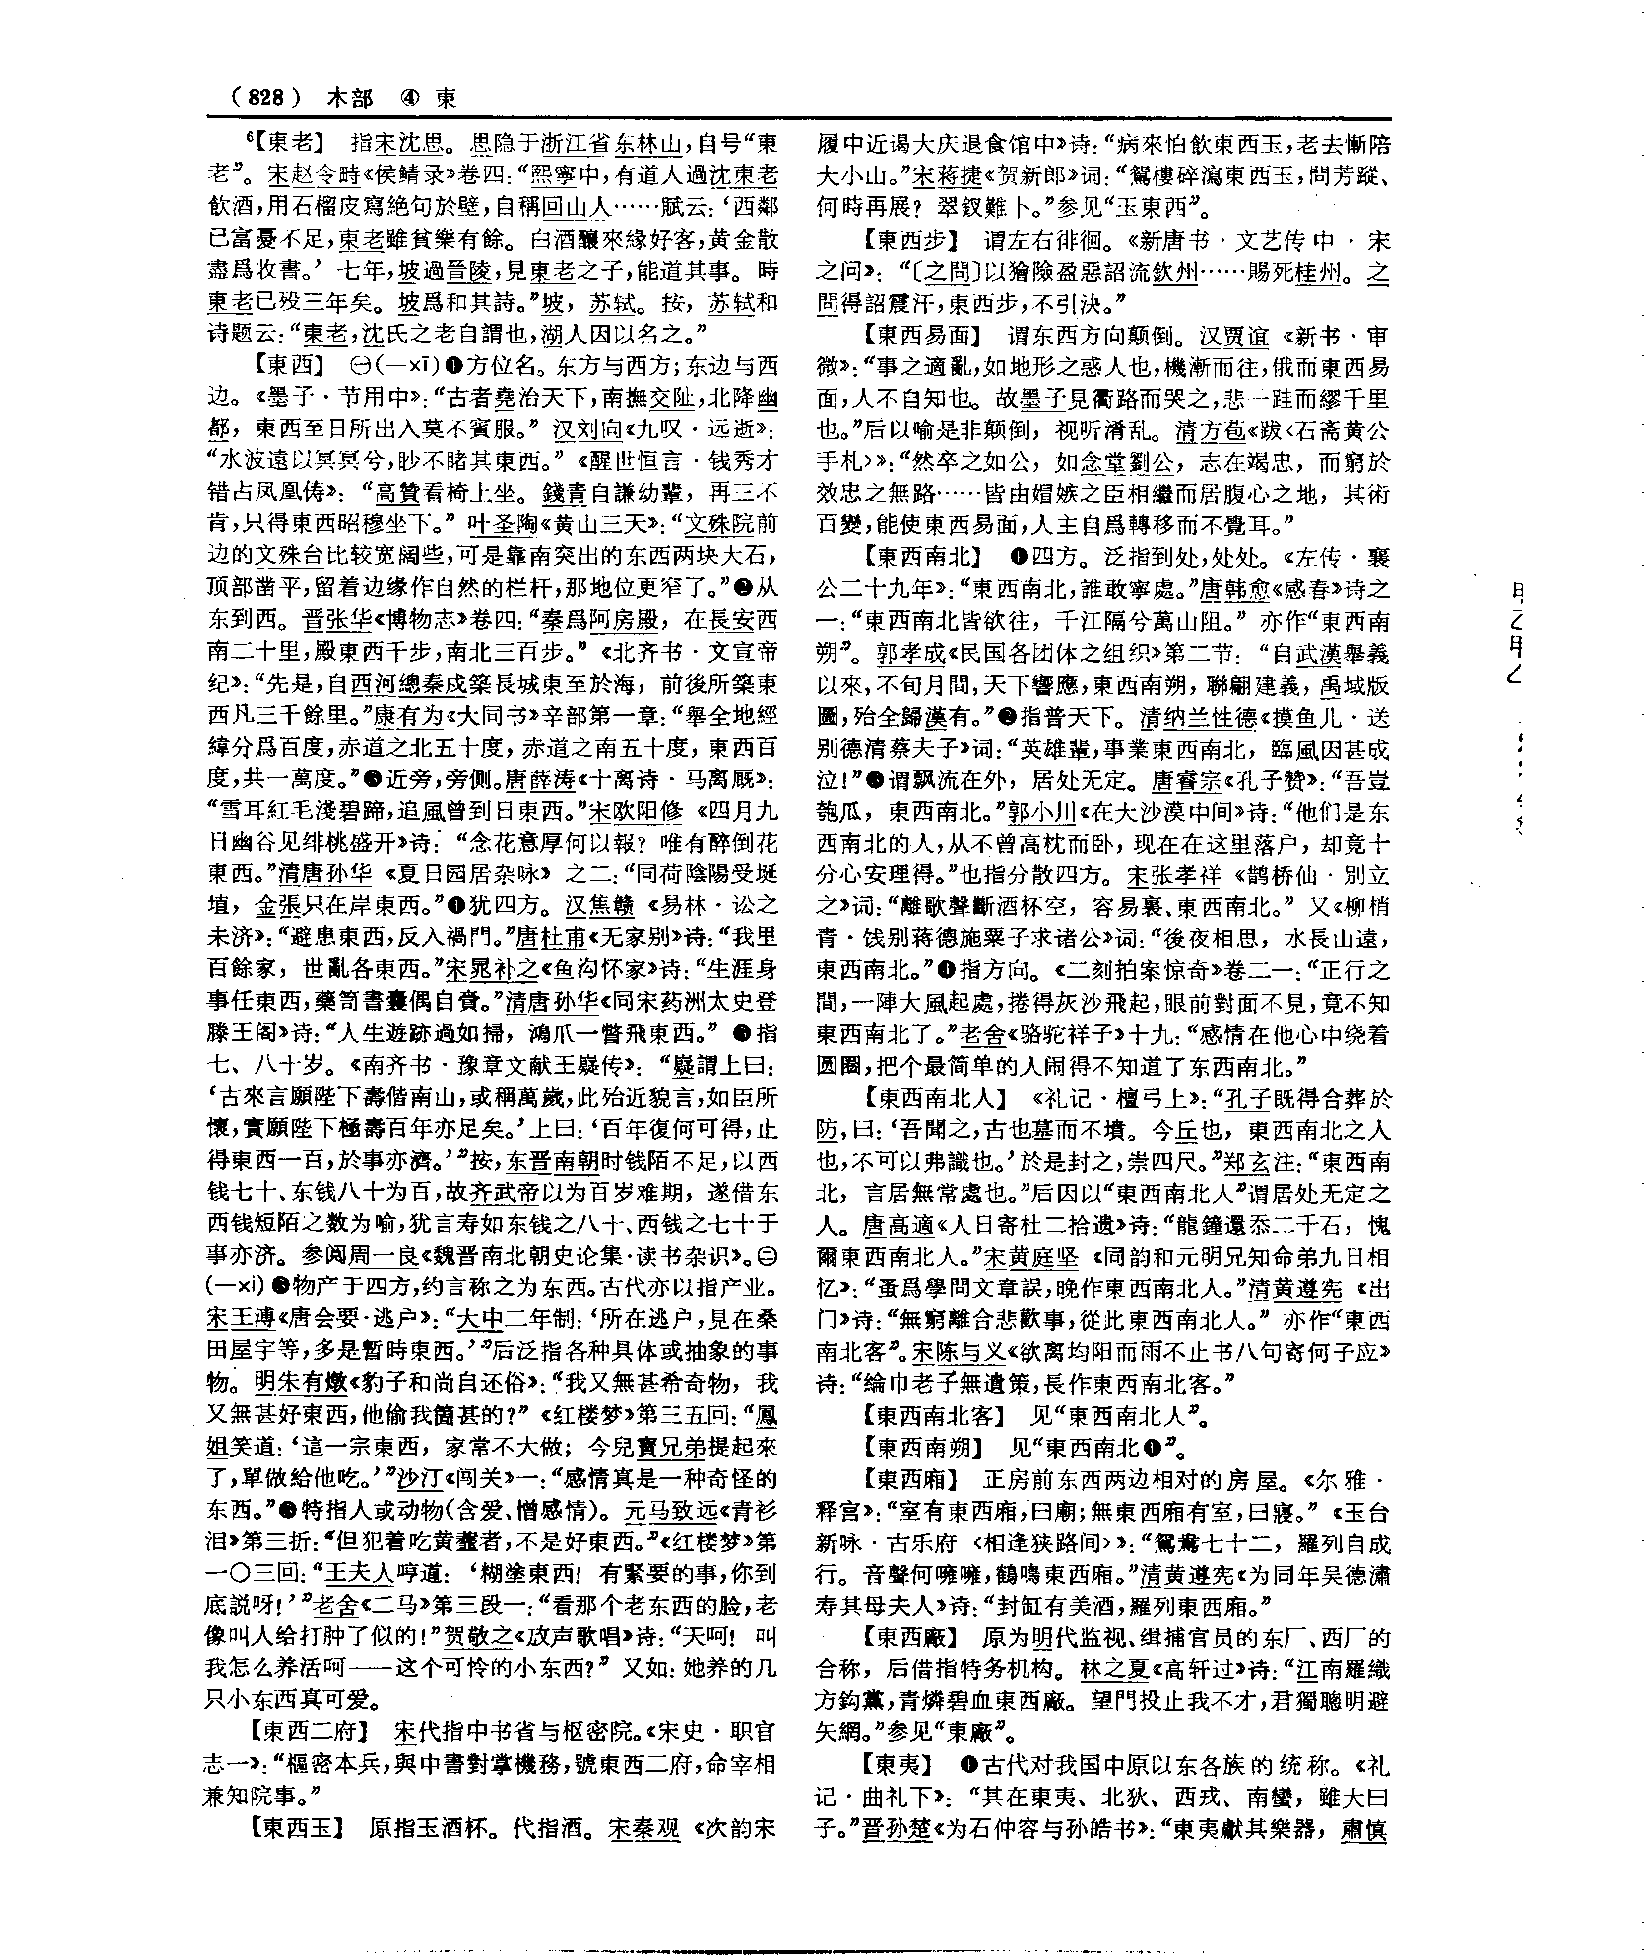 （828） 木部 ④ 東
⁶【東老】 指宋沈思。思隐于浙江省东林山，自号“東
老”。宋赵令畤《侯鲭录》卷四：“熙寧中，有道人過沈東老
飲酒，用石榴皮寫絶句於壁，自稱回山人……賦云：‘西鄰
已富憂不足，東老雖貧樂有餘。白酒釀來緣好客，黄金散
盡爲收書。’七年，坡過晉陵，見東老之子，能道其事。時
東老已殁三年矣。坡爲和其詩。”坡，苏轼。按，苏轼和
诗题云：“東老，沈氏之老自謂也，湖人因以名之。”
【東西】 ㊀(—xī)❶方位名。东方与西方；东边与西
边。《墨子·节用中》：“古者堯治天下，南撫交阯，北降幽
都，東西至日所出入莫不賓服。”汉刘向《九叹·远逝》：
“水波遠以冥冥兮，眇不睹其東西。”《醒世恒言·钱秀才
错占凤凰俦》：“高贊看椅上坐。錢青自謙幼輩，再三不
肯，只得東西昭穆坐下。”叶圣陶《黄山三天》：“文殊院前
边的文殊台比较宽阔些，可是靠南突出的东西两块大石，
顶部凿平，留着边缘作自然的栏杆，那地位更窄了。”❷从
东到西。晋张华《博物志》卷四：“秦爲阿房殿，在長安西
南二十里，殿東西千步，南北三百步。”《北齐书·文宣帝
纪》：“先是，自西河總秦戍築長城東至於海，前後所築東
西凡三千餘里。”康有为《大同书》辛部第一章：“舉全地經
緯分爲百度，赤道之北五十度，赤道之南五十度，東西百
度，共一萬度。”❸近旁，旁侧。唐薛涛《十离诗·马离厩》：
“雪耳紅毛淺碧蹄，追風曾到日東西。”宋欧阳修《四月九
日幽谷见绯桃盛开》诗：“念花意厚何以報？唯有醉倒花
東西。”清唐孙华《夏日园居杂咏》之二：“同荷陰陽受埏
埴，金張只在岸東西。”❹犹四方。汉焦赣《易林·讼之
未济》：“避患東西，反入禍門。”唐杜甫《无家别》诗：“我里
百餘家，世亂各東西。”宋晁补之《鱼沟怀家》诗：“生涯身
事任東西，藥笥書囊偶自賫。”清唐孙华《同宋药洲太史登
滕王阁》诗：“人生遊跡過如掃，鴻爪一瞥飛東西。”❺指
七、八十岁。《南齐书·豫章文献王嶷传》：“嶷謂上曰：
‘古來言願陛下壽偕南山，或稱萬歲，此殆近貌言，如臣所
懷，實願陛下極壽百年亦足矣。’上曰：‘百年復何可得，止
得東西一百，於事亦濟。’”按，东晋南朝时钱陌不足，以西
钱七十、东钱八十为百，故齐武帝以为百岁难期，遂借东
西钱短陌之数为喻，犹言寿如东钱之八十、西钱之七十于
事亦济。参阅周一良《魏晋南北朝史论集·读书杂识》。㊁
(—xi)❶物产于四方，约言称之为东西。古代亦以指产业。
宋王溥《唐会要·逃户》：“大中二年制：‘所在逃户，見在桑
田屋宇等，多是暫時東西。’”后泛指各种具体或抽象的事
物。明朱有燉《豹子和尚自还俗》：“我又無甚希奇物，我
又無甚好東西，他偷我箇甚的？”《红楼梦》第三五回：“鳳
姐笑道：‘這一宗東西，家常不大做；今兒寶兄弟提起來
了，單做給他吃。’”沙汀《闯关》一：“感情真是一种奇怪的
东西。”❷特指人或动物（含爱、憎感情）。元马致远《青衫
泪》第三折：“但犯着吃黄虀者，不是好東西。”《红楼梦》第
一〇三回：“王夫人哼道：‘糊塗東西！有緊要的事，你到
底説呀！’”老舍《二马》第三段一：“看那个老东西的脸，老
像叫人给打肿了似的！”贺敬之《放声歌唱》诗：“天呵！叫
我怎么养活呵——这个可怜的小东西？”又如：她养的几
只小东西真可爱。
【東西二府】 宋代指中书省与枢密院。《宋史·职官
志一》：“樞密本兵，與中書對掌機務，號東西二府，命宰相
兼知院事。”
【東西玉】 原指玉酒杯。代指酒。宋秦观《次韵宋
履中近谒大庆退食馆中》诗：“病來怕飲東西玉，老去慚陪
大小山。”宋蒋捷《贺新郎》词：“鴛樓碎瀉東西玉，問芳蹤、
何時再展？翠釵難卜。”参见“玉東西”。
【東西步】 谓左右徘徊。《新唐书·文艺传中·宋
之问》：“〔之問〕以獪險盈惡詔流欽州……賜死桂州。之
問得詔震汗，東西步，不引決。”
【東西易面】 谓东西方向颠倒。汉贾谊《新书·审
微》：“事之適亂，如地形之惑人也，機漸而往，俄而東西易
面，人不自知也。故墨子見衢路而哭之，悲一跬而繆千里
也。”后以喻是非颠倒，视听淆乱。清方苞《跋〈石斋黄公
手札〉》：“然卒之如公，如念堂劉公，志在竭忠，而窮於
效忠之無路……皆由媢嫉之臣相繼而居腹心之地，其術
百變，能使東西易面，人主自爲轉移而不覺耳。”
【東西南北】 ❶四方。泛指到处，处处。《左传·襄
公二十九年》：“東西南北，誰敢寧處。”唐韩愈《感春》诗之
一：“東西南北皆欲往，千江隔兮萬山阻。”亦作“東西南
朔”。郭孝成《民国各团体之组织》第二节：“自武漢舉義
以來，不旬月間，天下響應，東西南朔，聯翩建義，禹域版
圖，殆全歸漢有。”❷指普天下。清纳兰性德《摸鱼儿·送
别德清蔡夫子》词：“英雄輩，事業東西南北，臨風因甚成
泣！”❸谓飘流在外，居处无定。唐睿宗《孔子赞》：“吾豈
匏瓜，東西南北。”郭小川《在大沙漠中间》诗：“他们是东
西南北的人，从不曾高枕而卧，现在在这里落户，却竟十
分心安理得。”也指分散四方。宋张孝祥《鹊桥仙·别立
之》词：“離歌聲斷酒杯空，容易裏、東西南北。”又《柳梢
青·饯别蒋德施粟子求诸公》词：“後夜相思，水長山遠，
東西南北。”❹指方向。《二刻拍案惊奇》卷二一：“正行之
間，一陣大風起處，捲得灰沙飛起，眼前對面不見，竟不知
東西南北了。”老舍《骆驼祥子》十九：“感情在他心中绕着
圆圈，把个最简单的人闹得不知道了东西南北。”
【東西南北人】 《礼记·檀弓上》：“孔子既得合葬於
防，曰：‘吾聞之，古也墓而不墳。今丘也，東西南北之人
也，不可以弗識也。’於是封之，崇四尺。”郑玄注：“東西南
北，言居無常處也。”后因以“東西南北人”谓居处无定之
人。唐高適《人日寄杜二拾遗》诗：“龍鐘還忝二千石，愧
爾東西南北人。”宋黄庭坚《同韵和元明兄知命弟九日相
忆》：“蚤爲學問文章誤，晚作東西南北人。”清黄遵宪《出
门》诗：“無窮離合悲歡事，從此東西南北人。”亦作“東西
南北客”。宋陈与义《欲离均阳而雨不止书八句寄何子应》
诗：“綸巾老子無遺策，長作東西南北客。”
【東西南北客】 见“東西南北人”。
【東西南朔】 见“東西南北❶”。
【東西廂】 正房前东西两边相对的房屋。《尔雅·
释宫》：“室有東西廂，曰廟；無東西廂有室，曰寢。”《玉台
新咏·古乐府〈相逢狭路间〉》：“鴛鴦七十二，羅列自成
行。音聲何噰噰，鶴鳴東西廂。”清黄遵宪《为同年吴德潚
寿其母夫人》诗：“封缸有美酒，羅列東西廂。”
【東西廠】 原为明代监视、缉捕官员的东厂、西厂的
合称，后借指特务机构。林之夏《高轩过》诗：“江南羅織
方鈎黨，青燐碧血東西廠。望門投止我不才，君獨聰明避
矢網。”参见“東廠”。
【東夷】 ❶古代对我国中原以东各族的统称。《礼
记·曲礼下》：“其在東夷、北狄、西戎、南蠻，雖大曰
子。”晋孙楚《为石仲容与孙皓书》：“東夷獻其樂器，肅慎